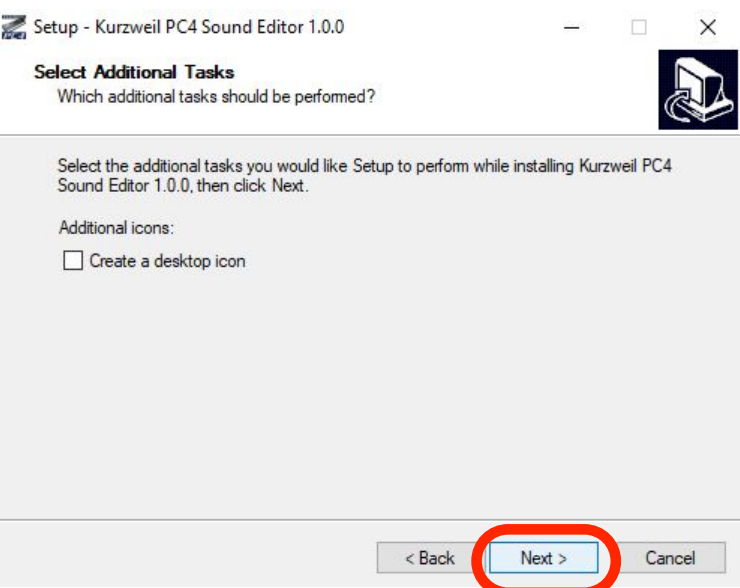 Setup - Kurzweil PC4 Sound Editor 1.0.0
Select Additional Tasks
Which additional tasks should be performed?
Select the additional tasks you would like Setup to perform while installing Kurzweil PC4
Sound Editor 1.0.0, then click Next.
Additional icons:
Create a desktop icon
< Back Next > Cancel